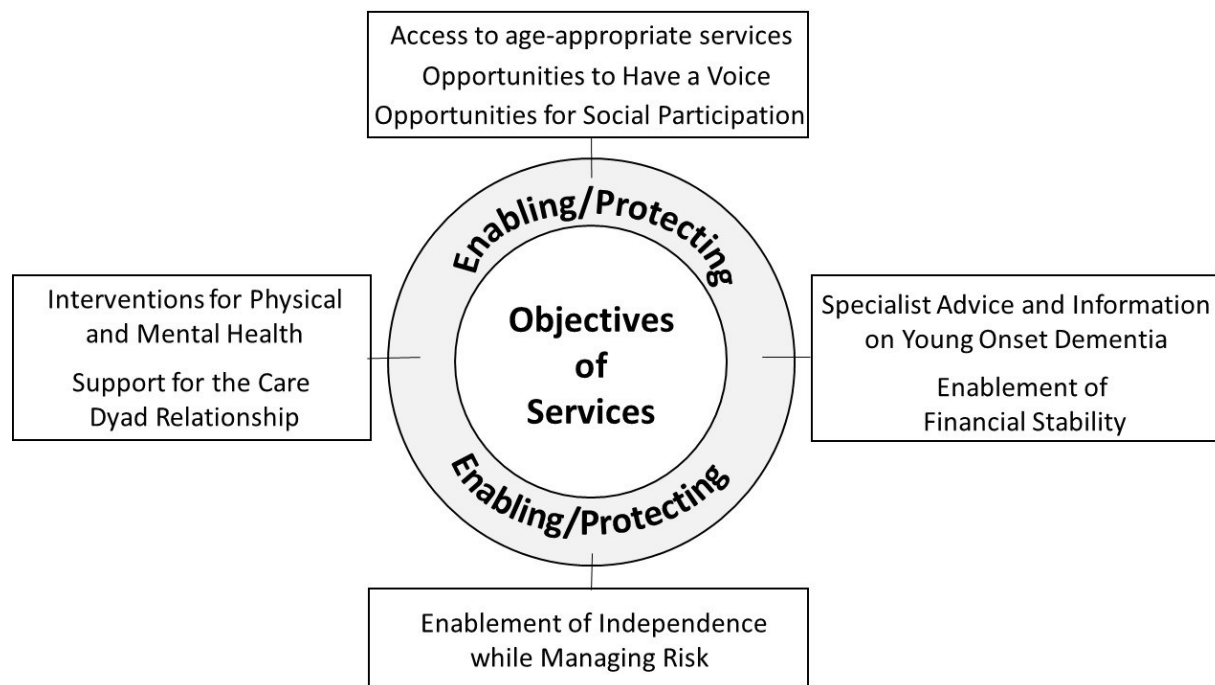 Access to age-appropriate services
Opportunities to Have a Voice
Opportunities for Social Participation
Enabling/Protecting
Interventions for Physical
and Mental Health
Support for the Care
Dyad Relationship
Objectives
of
Services
Specialist Advice and Information
on Young Onset Dementia
Enablement of
Financial Stability
Enabling/Protecting
Enablement of Independence
while Managing Risk